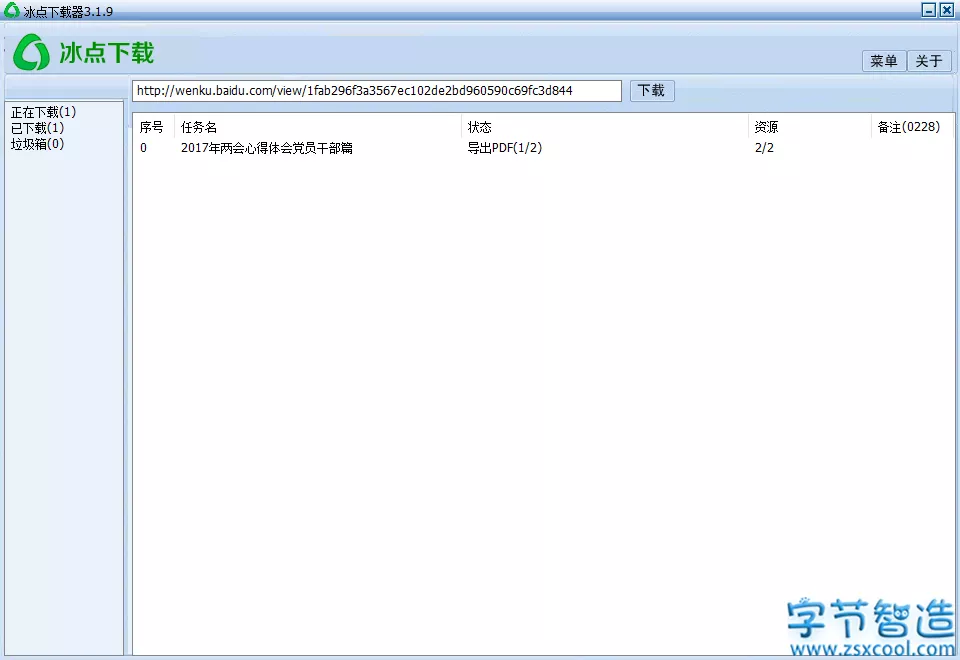 冰点下载器3.1.9
冰点下载
菜单 关于
http://wenku.baidu.com/view/1fab296f3a3567ec102de2bd960590c69fc3d844 下载
正在下载(1)
已下载(1)
垃圾箱(0)
序号 任务名 状态 资源 备注(0228)
0 2017年两会心得体会党员干部篇 导出PDF(1/2) 2/2
字节智造
www.zsxcool.com